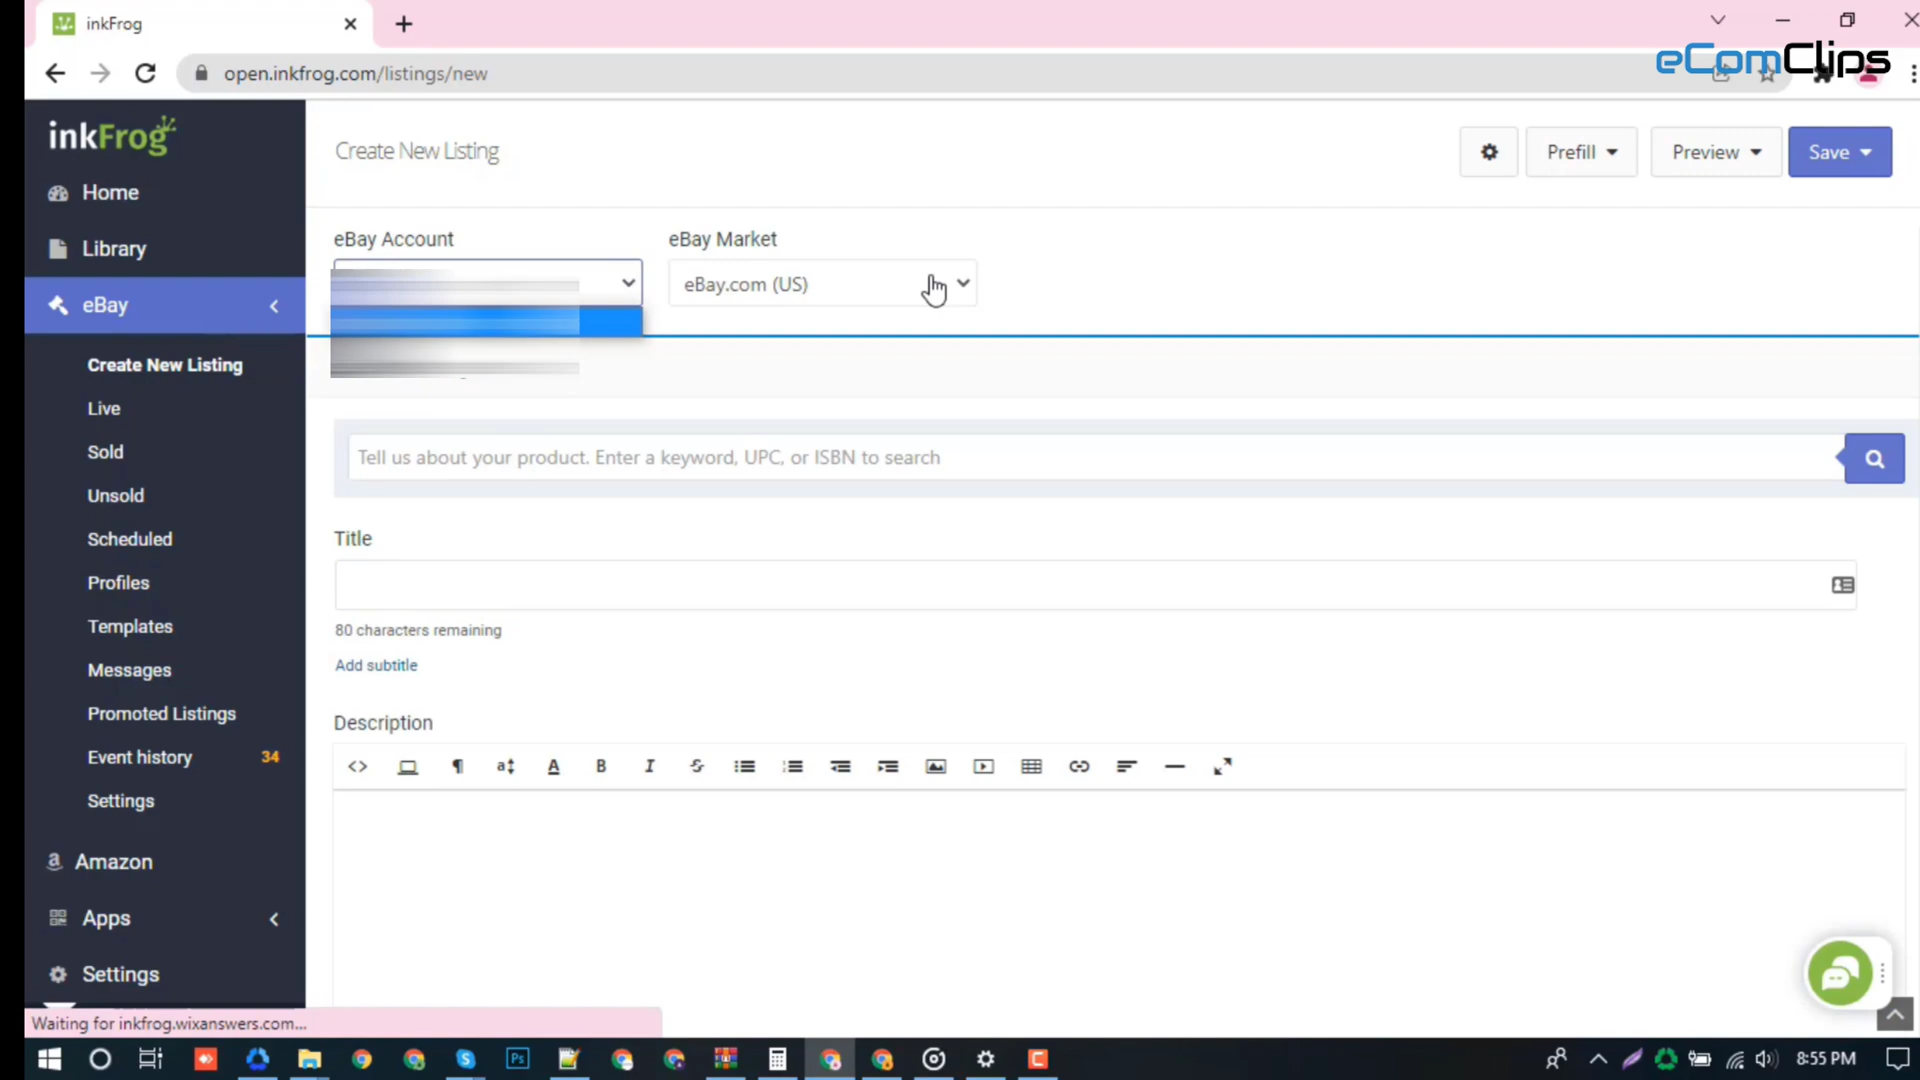 inkFrog
open.inkfrog.com/listings/new
eComClips
inkFrog
Home
Library
eBay
Create New Listing
Live
Sold
Unsold
Scheduled
Profiles
Templates
Messages
Promoted Listings
Event history 34
Settings
Amazon
Apps
Settings
Create New Listing
Prefill
Preview
Save
eBay Account
eBay Market
eBay.com (US)
Tell us about your product. Enter a keyword, UPC, or ISBN to search
Title
80 characters remaining
Add subtitle
Description
Waiting for inkfrog.wixanswers.com...
8:55 PM